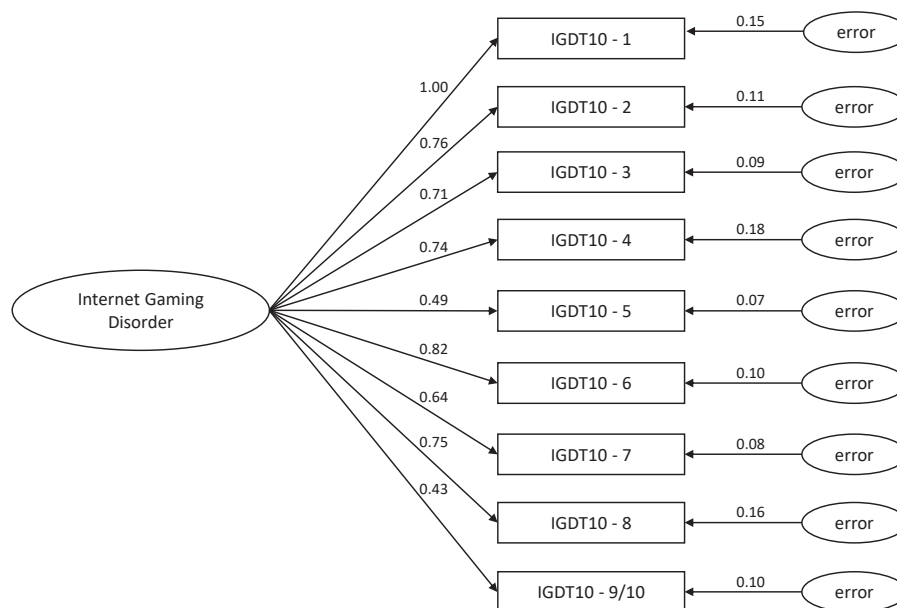 0.15
error
IGDT10 - 1
1.00
0.11
error
IGDT10 - 2
0.76
0.09
error
IGDT10 - 3
0.71
0.18
error
IGDT10 - 4
0.74
Internet Gaming
Disorder
0.07
error
IGDT10 - 5
0.49
0.82
0.10
error
IGDT10 - 6
0.64
0.08
error
IGDT10 - 7
0.75
0.16
error
IGDT10 - 8
0.43
0.10
error
IGDT10 - 9/10